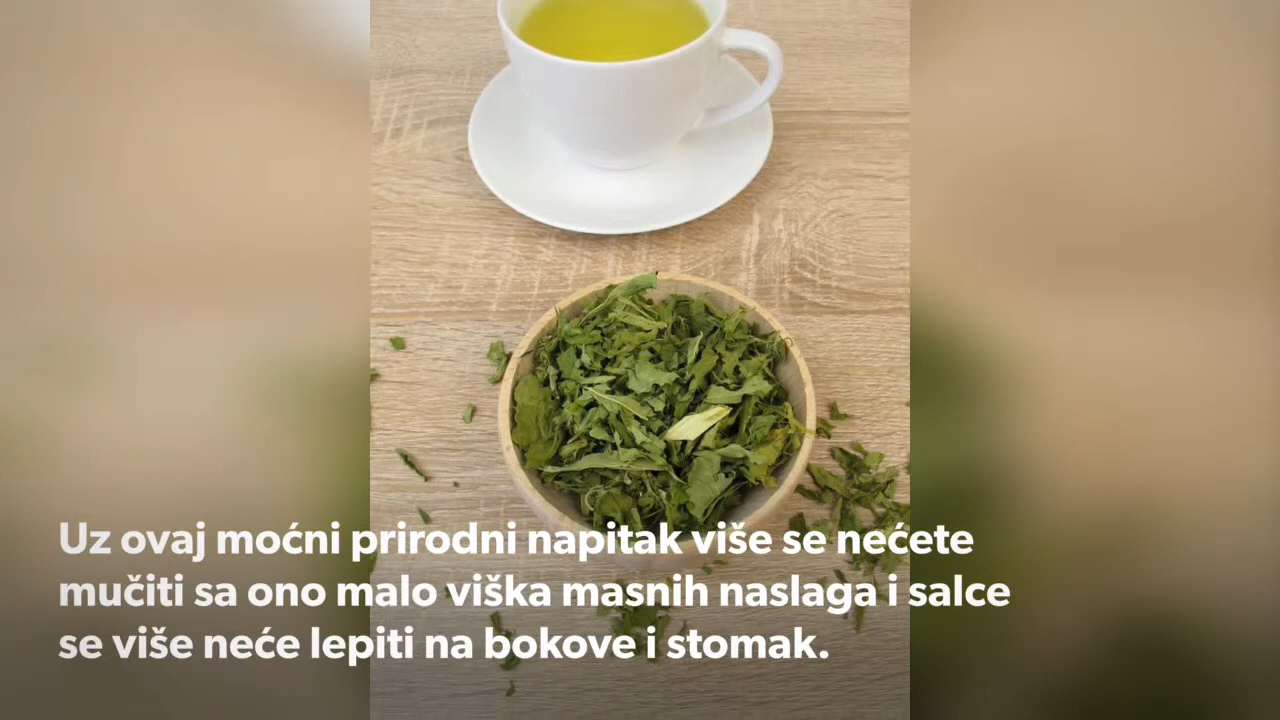 Uz ovaj moćni prirodni napitak više se nećete
mučiti sa ono malo viška masnih naslaga i salce
se više neće lepiti na bokove i stomak.